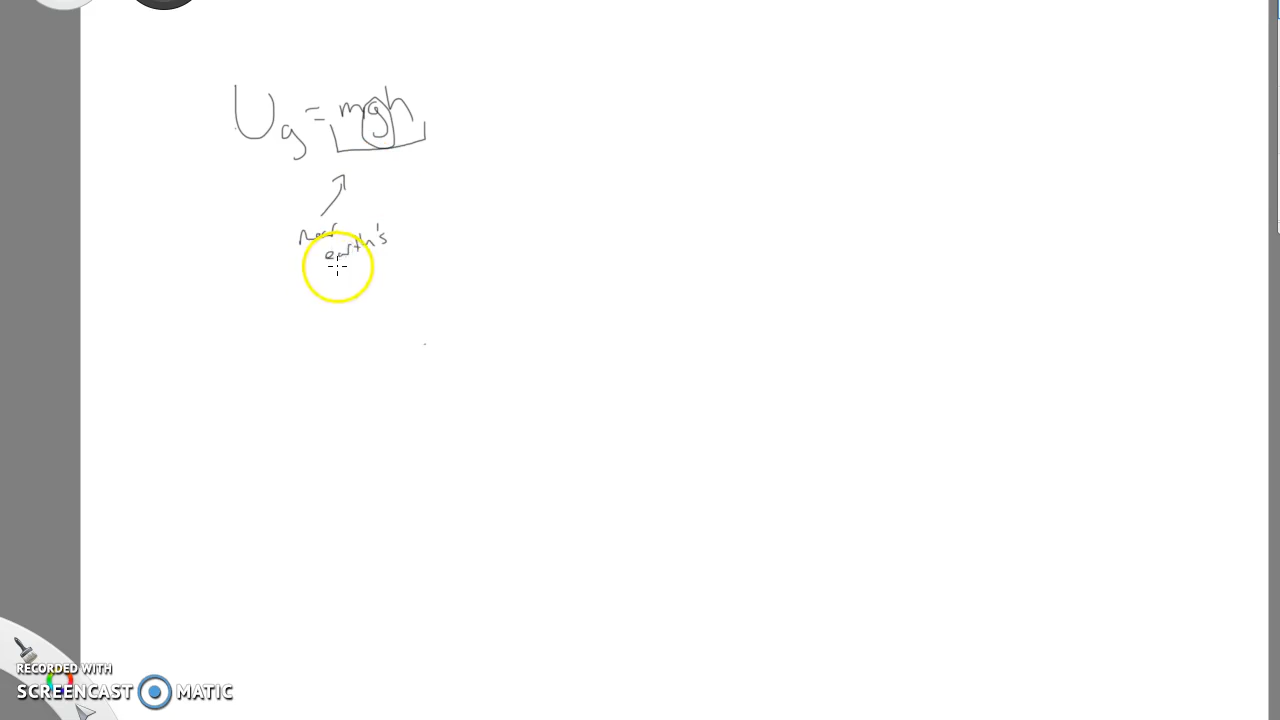 Ug = mgh
near
earth's
RECORDED WITH
SCREENCAST MATIC